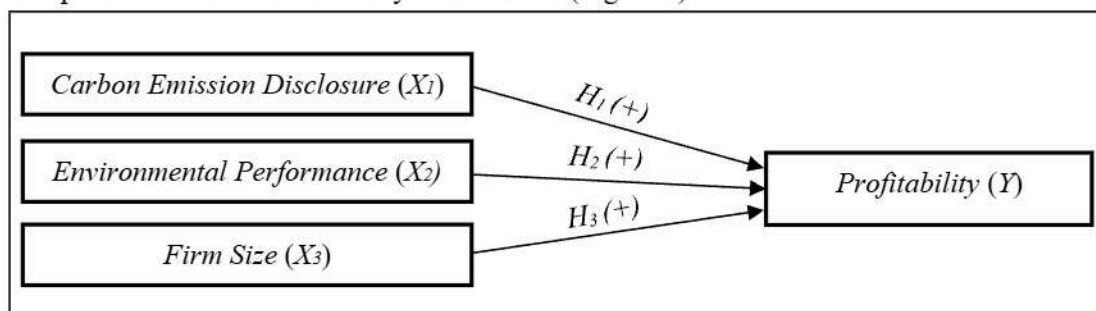 Carbon Emission Disclosure (X1)
H1 (+)
Environmental Performance (X2)
H2 (+)
Profitability (Y)
H3 (+)
Firm Size (X3)